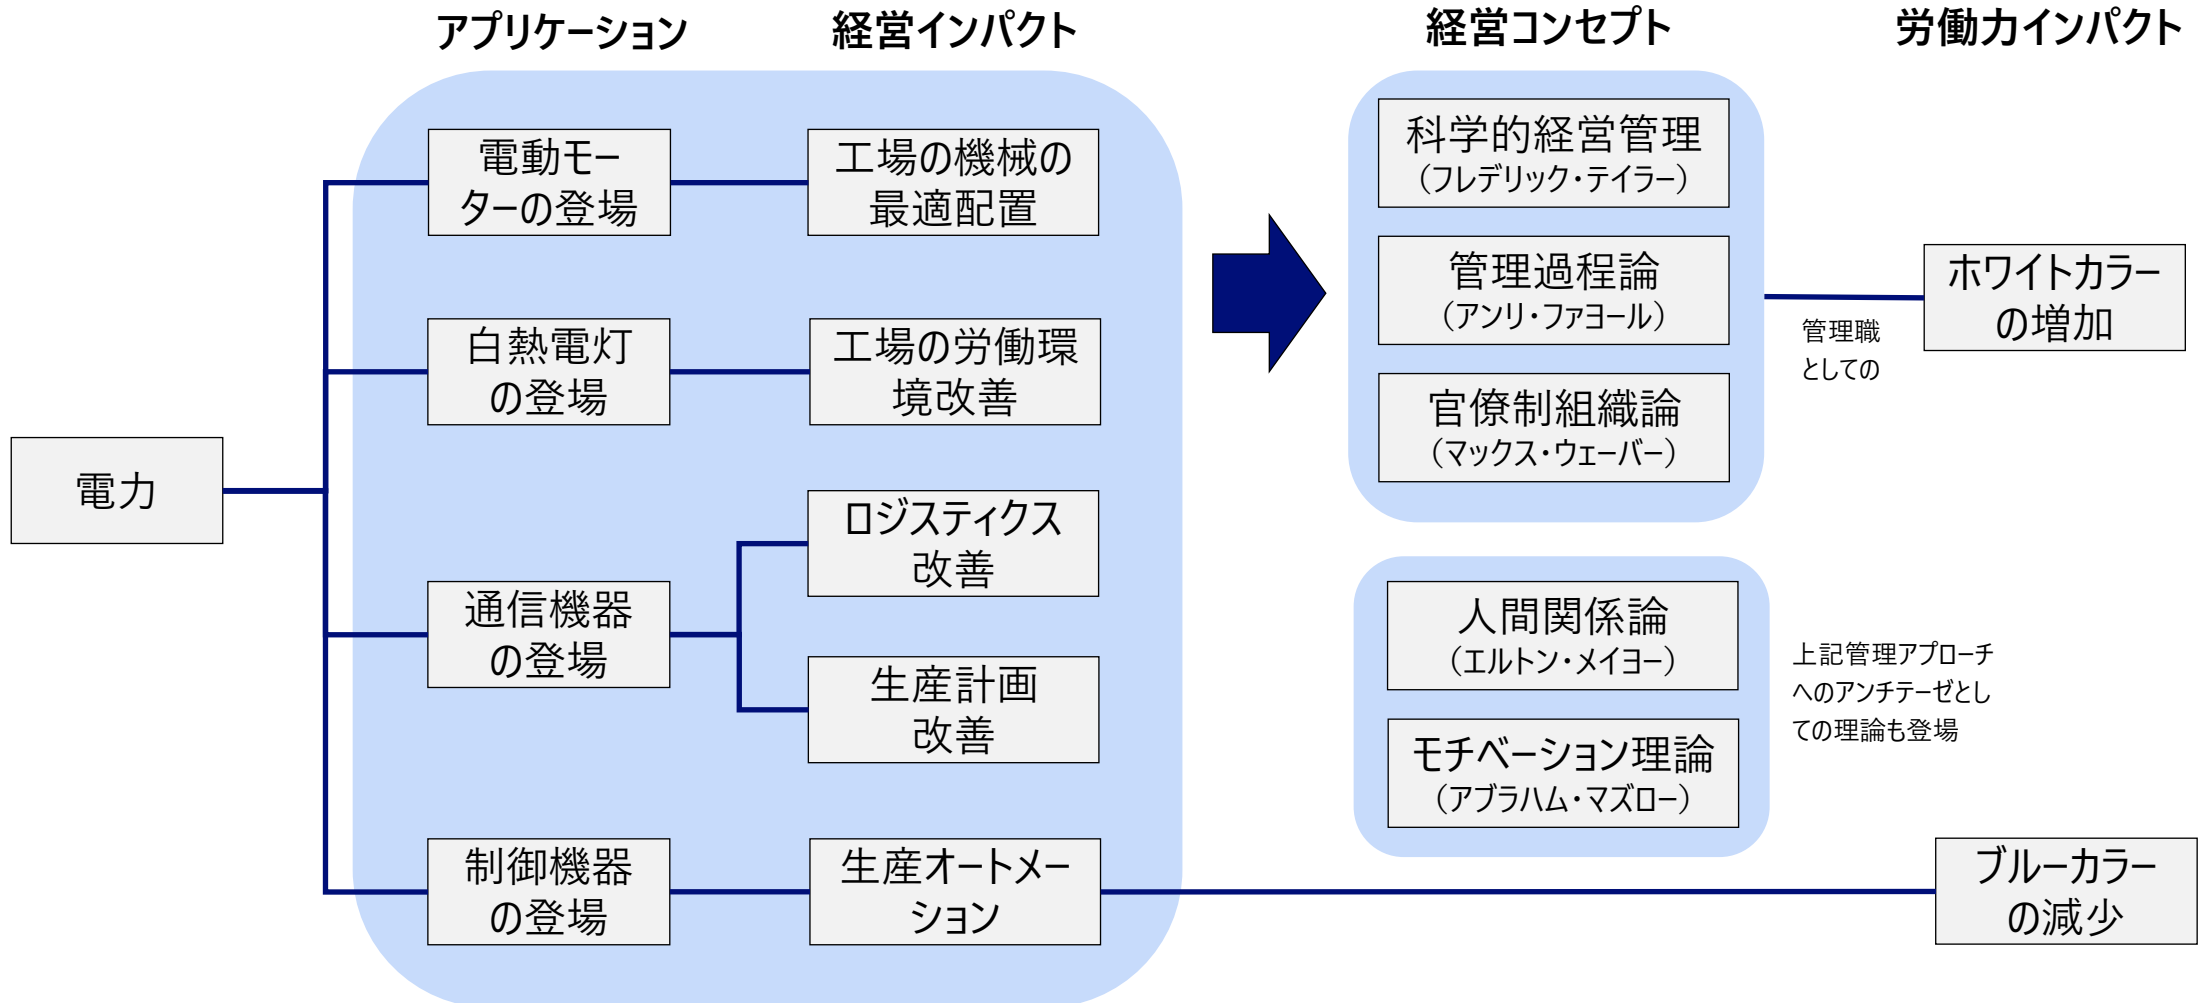 アプリケーション
経営インパクト
経営コンセプト
労働力インパクト
電力
電動モー
ターの登場
工場の機械の
最適配置
白熱電灯
の登場
工場の労働環
境改善
通信機器
の登場
ロジスティクス
改善
生産計画
改善
制御機器
の登場
生産オートメー
ション
科学的経営管理
（フレデリック・テイラー）
管理過程論
（アンリ・ファヨール）
官僚制組織論
（マックス・ウェーバー）
管理職
としての
ホワイトカラー
の増加
人間関係論
（エルトン・メイヨー）
モチベーション理論
（アブラハム・マズロー）
上記管理アプローチ
へのアンチテーゼとし
ての理論も登場
ブルーカラー
の減少